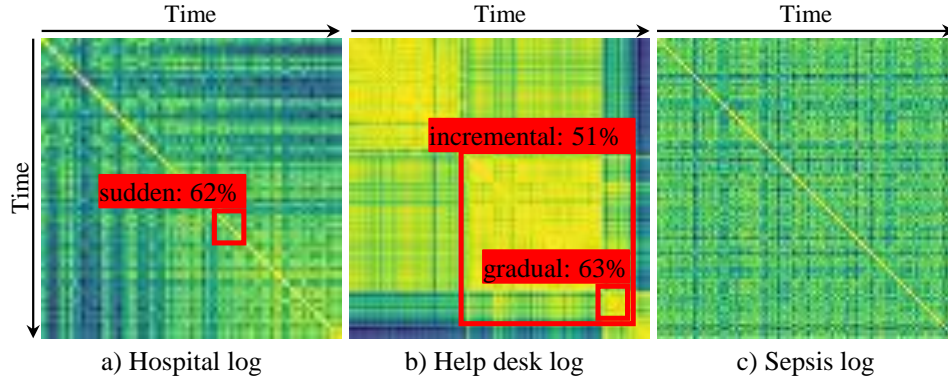 Time
Time
Time
Time
incremental: 51%
sudden: 62%
gradual: 63%
a) Hospital log
b) Help desk log
c) Sepsis log